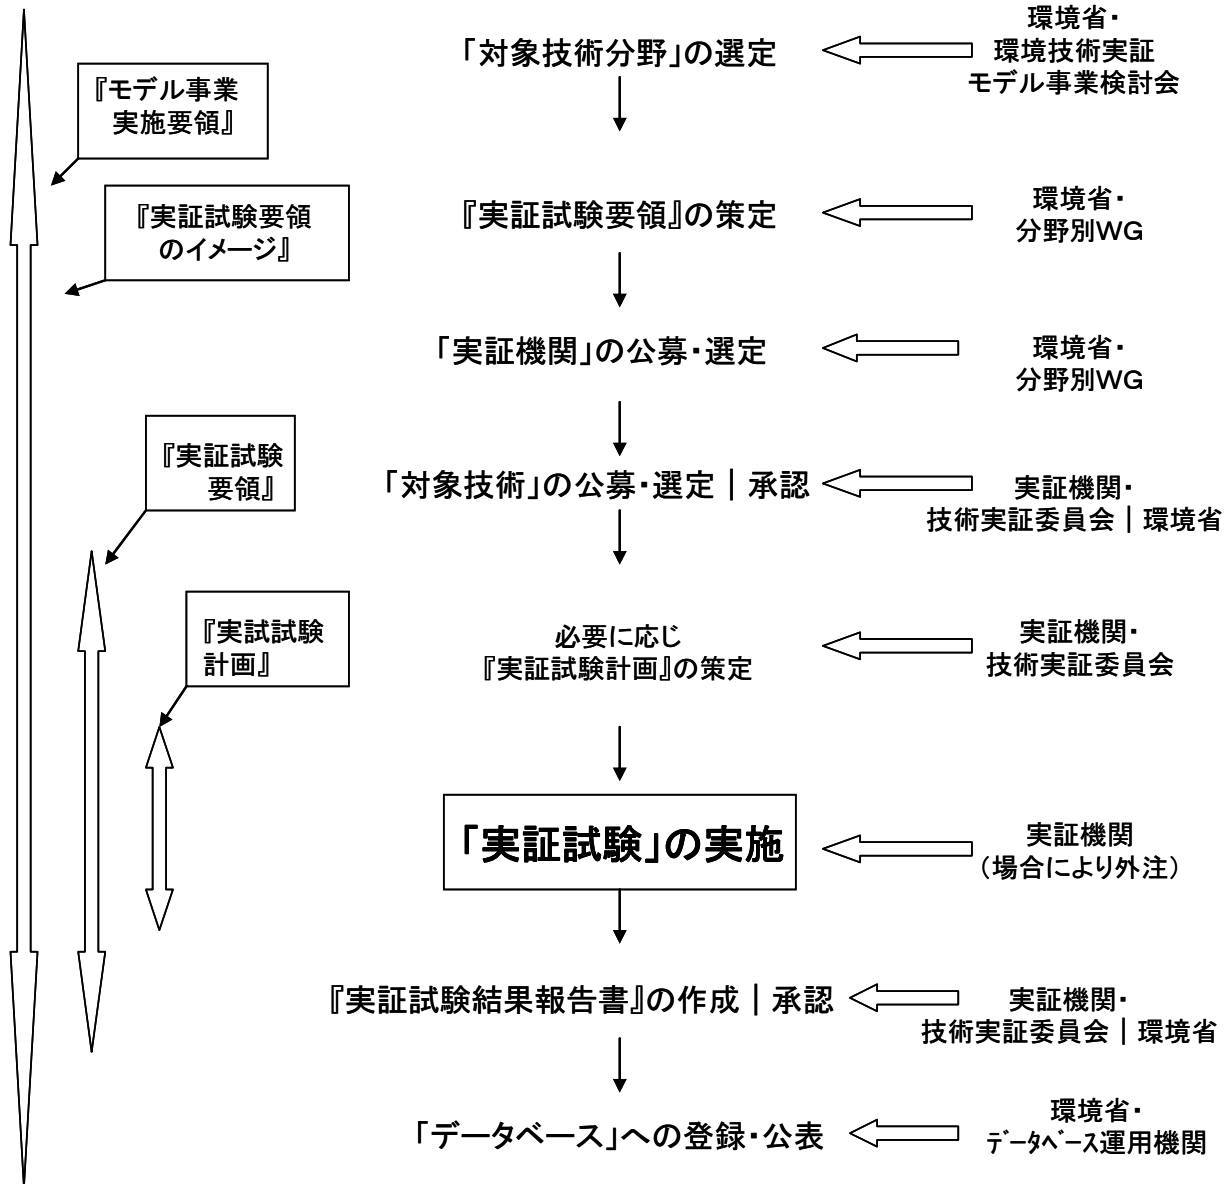 「対象技術分野」の選定
環境省・
環境技術実証
モデル事業検討会
『モデル事業
実施要領』
『実証試験要領
のイメージ』
『実証試験要領』の策定
環境省・
分野別WG
「実証機関」の公募・選定
環境省・
分野別WG
『実証試験
要領』
「対象技術」の公募・選定｜承認
実証機関・
技術実証委員会｜環境省
『実試試験
計画』
必要に応じ
『実証試験計画』の策定
実証機関・
技術実証委員会
「実証試験」の実施
実証機関
(場合により外注)
『実証試験結果報告書』の作成｜承認
実証機関・
技術実証委員会｜環境省
「データベース」への登録・公表
環境省・
ﾃﾞｰﾀﾍﾞｰｽ運用機関